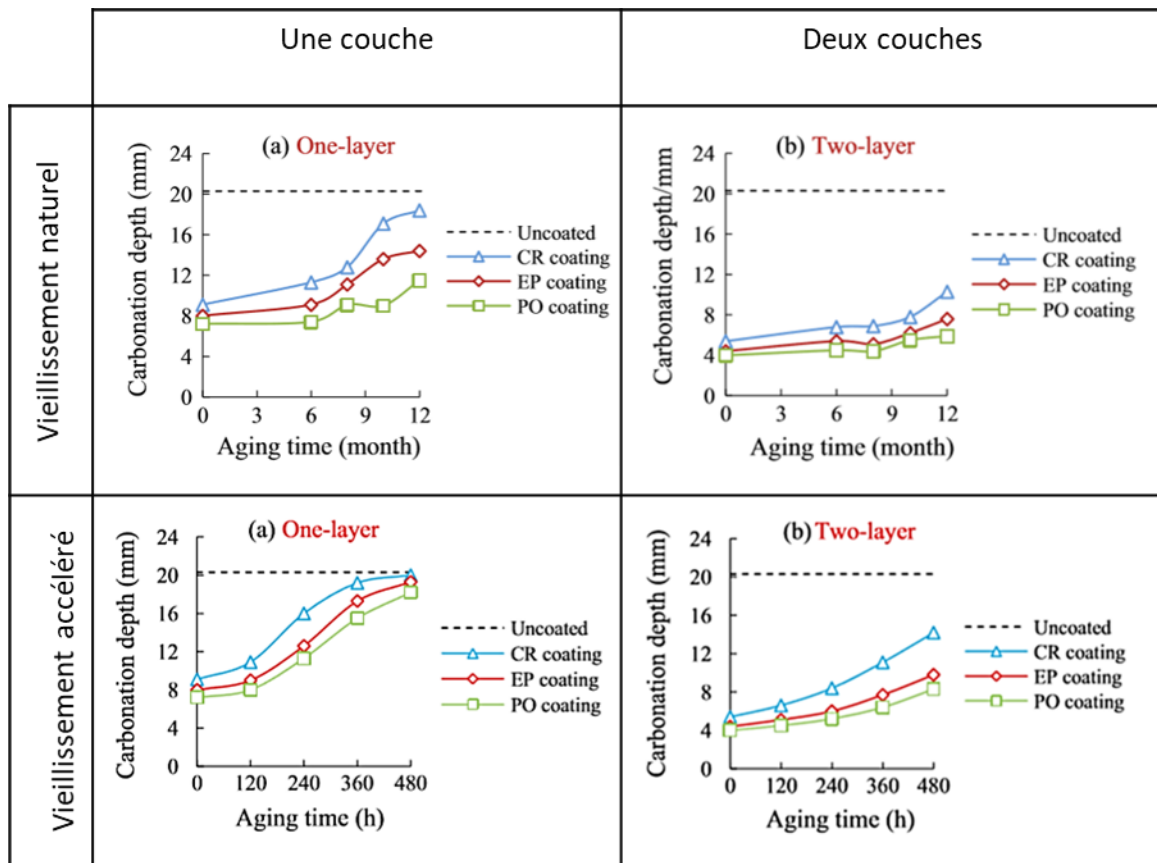 Une couche
Deux couches
Vieillissement naturel
(a) One-layer
Carbonation depth (mm)
24
20
16
12
8
4
0
0 3 6 9 12
Aging time (month)
Uncoated
CR coating
EP coating
PO coating
(b) Two-layer
Carbonation depth/mm
24
20
16
12
8
4
0
0 3 6 9 12
Aging time (month)
Uncoated
CR coating
EP coating
PO coating
Vieillissement accéléré
(a) One-layer
Carbonation depth (mm)
24
20
16
12
8
4
0
0 120 240 360 480
Aging time (h)
Uncoated
CR coating
EP coating
PO coating
(b) Two-layer
Carbonation depth (mm)
24
20
16
12
8
4
0
0 120 240 360 480
Aging time (h)
Uncoated
CR coating
EP coating
PO coating